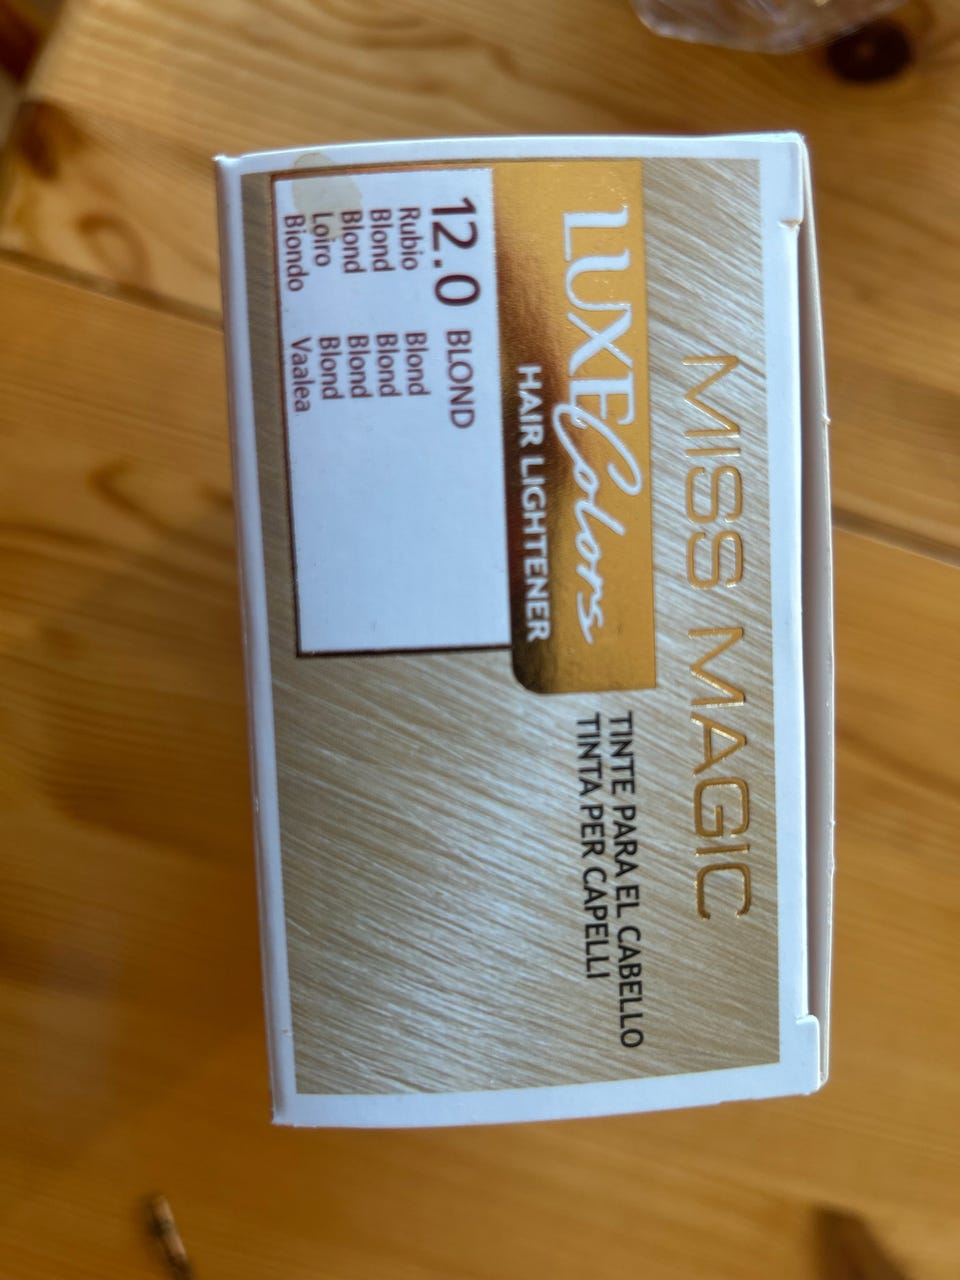 MISS MAGIC
LUXE Colors
HAIR LIGHTENER
TINTE PARA EL CABELLO
TINTA PER CAPELLI
12.0 BLOND
Rubio Blond
Blond Blond
Blond Blond
Loiro Blond
Biondo Vaalea